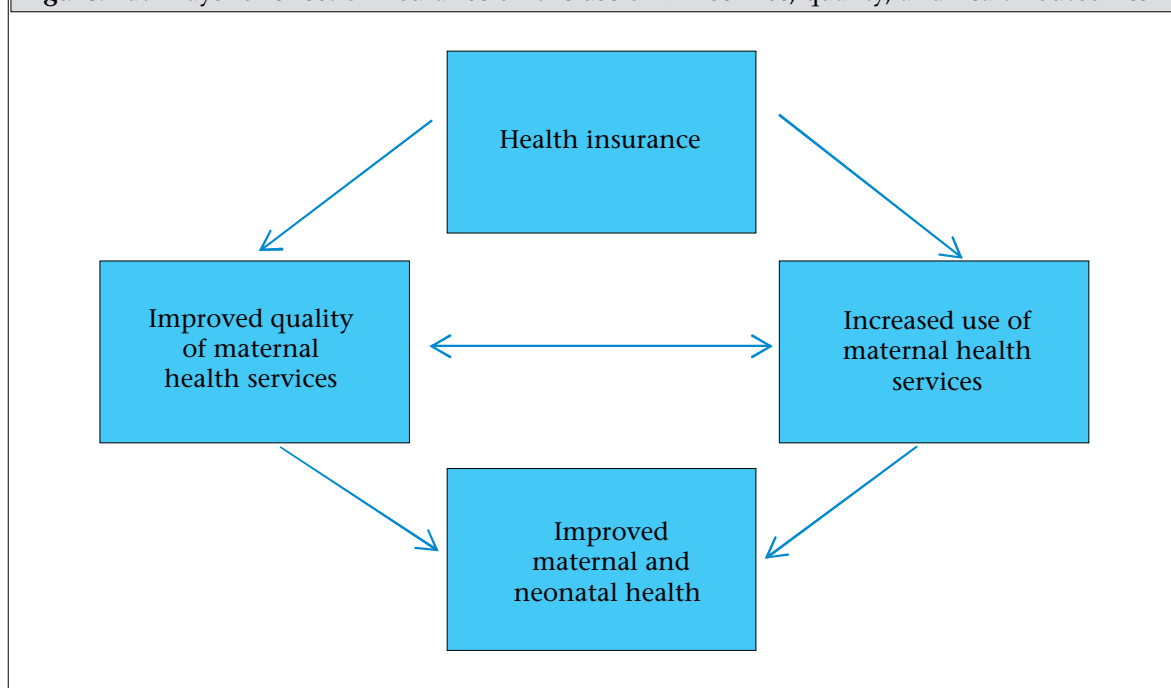 Health insurance
Improved quality
of maternal
health services
Increased use of
maternal health
services
Improved
maternal and
neonatal health